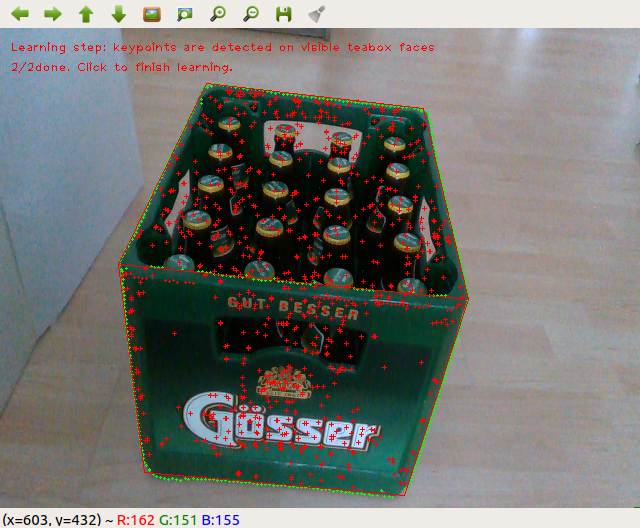 Learning step: keypoints are detected on visible teabox faces
2/2done. Click to finish learning.
GUT BESSER
Gösser
(x=603, y=432) ~ R:162 G:151 B:155